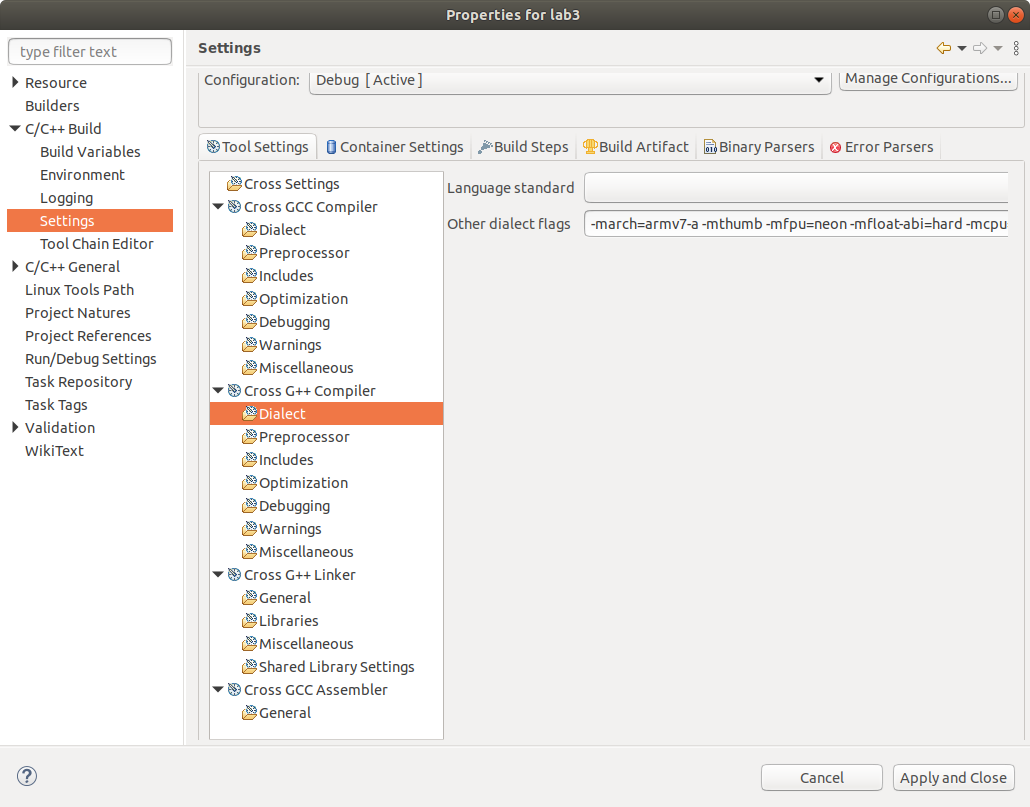 Properties for lab3
type filter text
Resource
Builders
C/C++ Build
Build Variables
Environment
Logging
Settings
Tool Chain Editor
C/C++ General
Linux Tools Path
Project Natures
Project References
Run/Debug Settings
Task Repository
Task Tags
Validation
WikiText
Settings
Configuration: Debug [ Active ] Manage Configurations...
Tool Settings Container Settings Build Steps Build Artifact Binary Parsers Error Parsers
Cross Settings
Cross GCC Compiler
Dialect
Preprocessor
Includes
Optimization
Debugging
Warnings
Miscellaneous
Cross G++ Compiler
Dialect
Preprocessor
Includes
Optimization
Debugging
Warnings
Miscellaneous
Cross G++ Linker
General
Libraries
Miscellaneous
Shared Library Settings
Cross GCC Assembler
General
Language standard
Other dialect flags -march=armv7-a -mthumb -mfpu=neon -mfloat-abi=hard -mcpu
Cancel Apply and Close